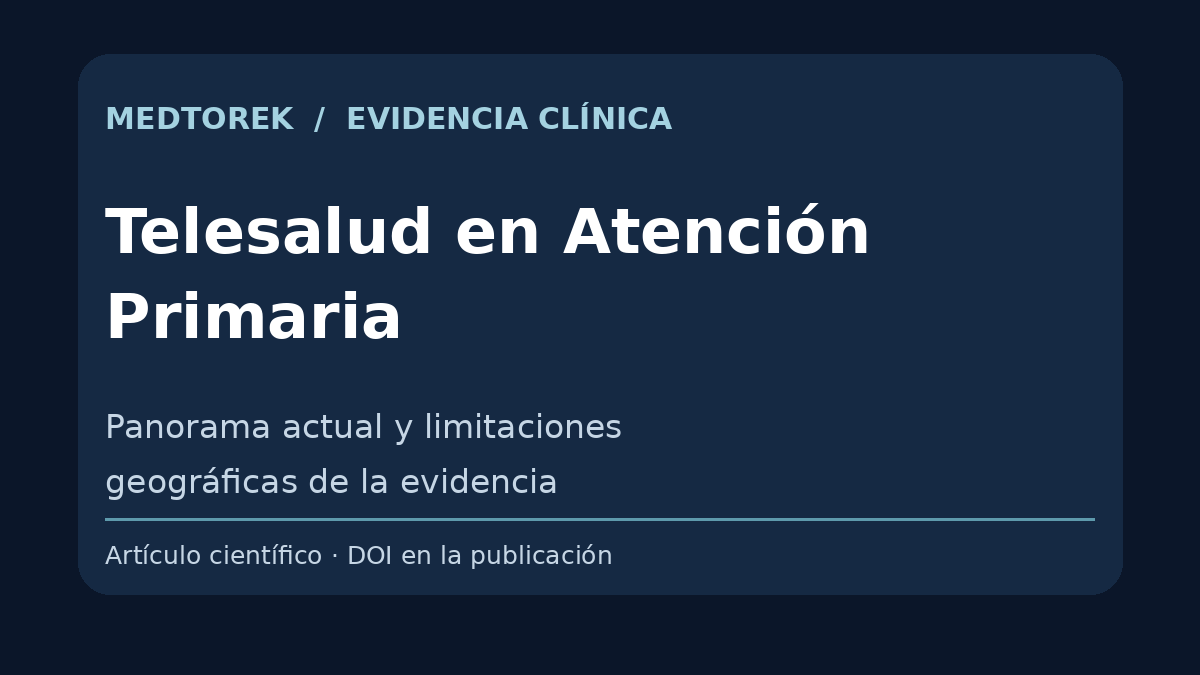 MEDTOREK / EVIDENCIA CLÍNICA
Telesalud en Atención
Primaria
Panorama actual y limitaciones
geográficas de la evidencia
Artículo científico · DOI en la publicación